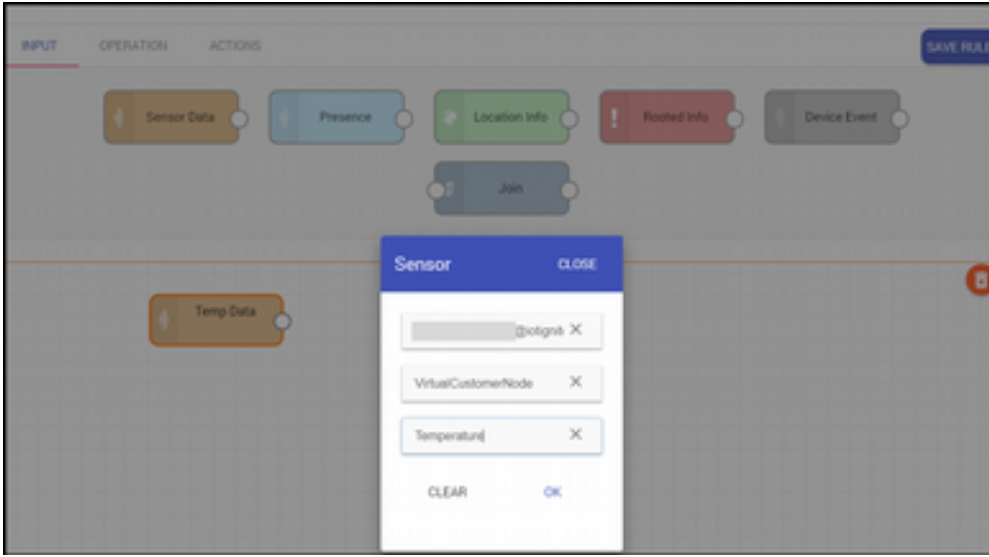 INPUT OPERATION ACTIONS SAVE RULE
Sensor Data Presence Location Info Rooted Info Device Event
Join
Sensor CLOSE
@iotignit
Temp Data
VirtualCustomerNode
Temperature
CLEAR OK